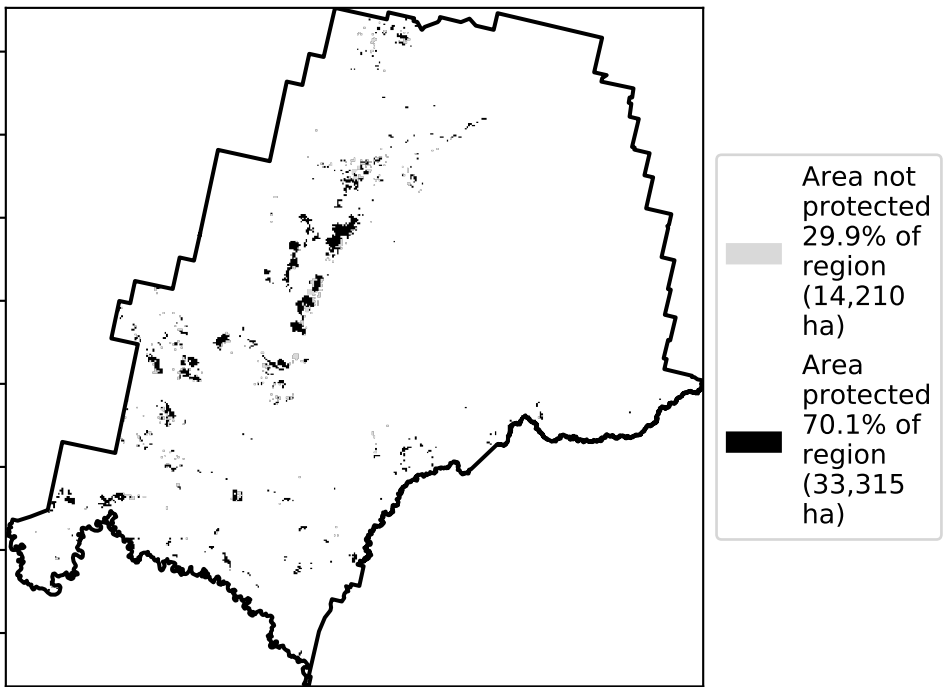 Area not
protected
29.9% of
region
(14,210
ha)
Area
protected
70.1% of
region
(33,315
ha)